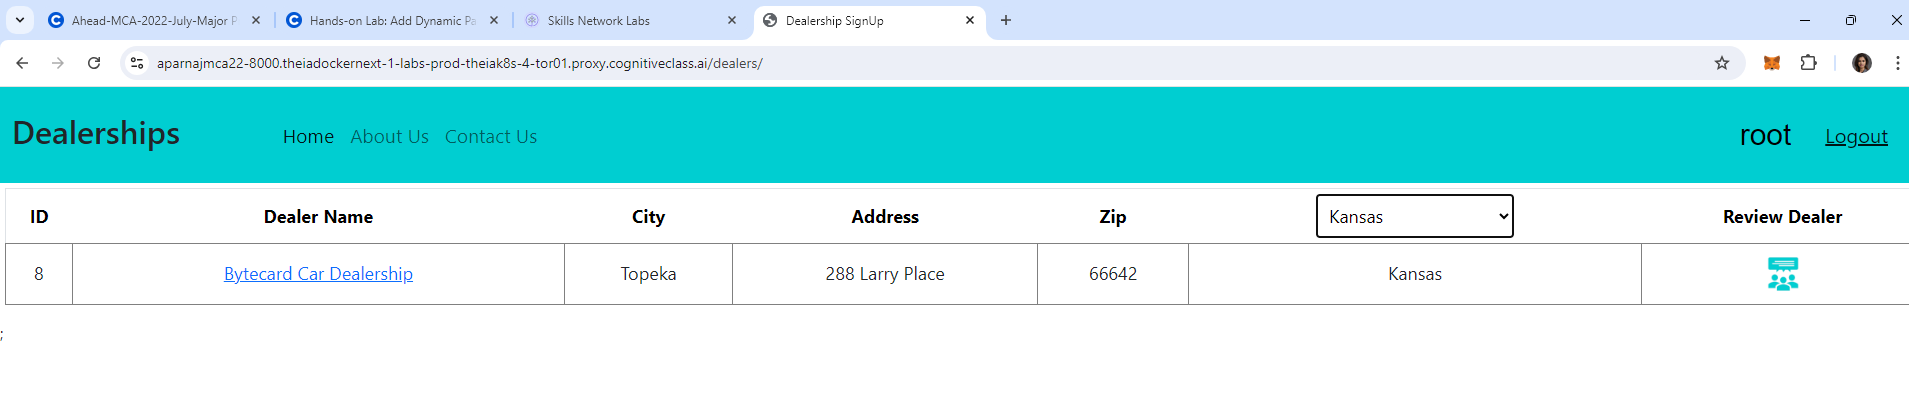 Ahead-MCA-2022-July-Major P
Hands-on Lab: Add Dynamic Pa
Skills Network Labs
Dealership SignUp
aparnajmca22-8000.theiadockernext-1-labs-prod-theiak8s-4-tor01.proxy.cognitiveclass.ai/dealers/
Dealerships Home About Us Contact Us root Logout
ID Dealer Name City Address Zip Kansas Review Dealer
8 Bytecard Car Dealership Topeka 288 Larry Place 66642 Kansas
;